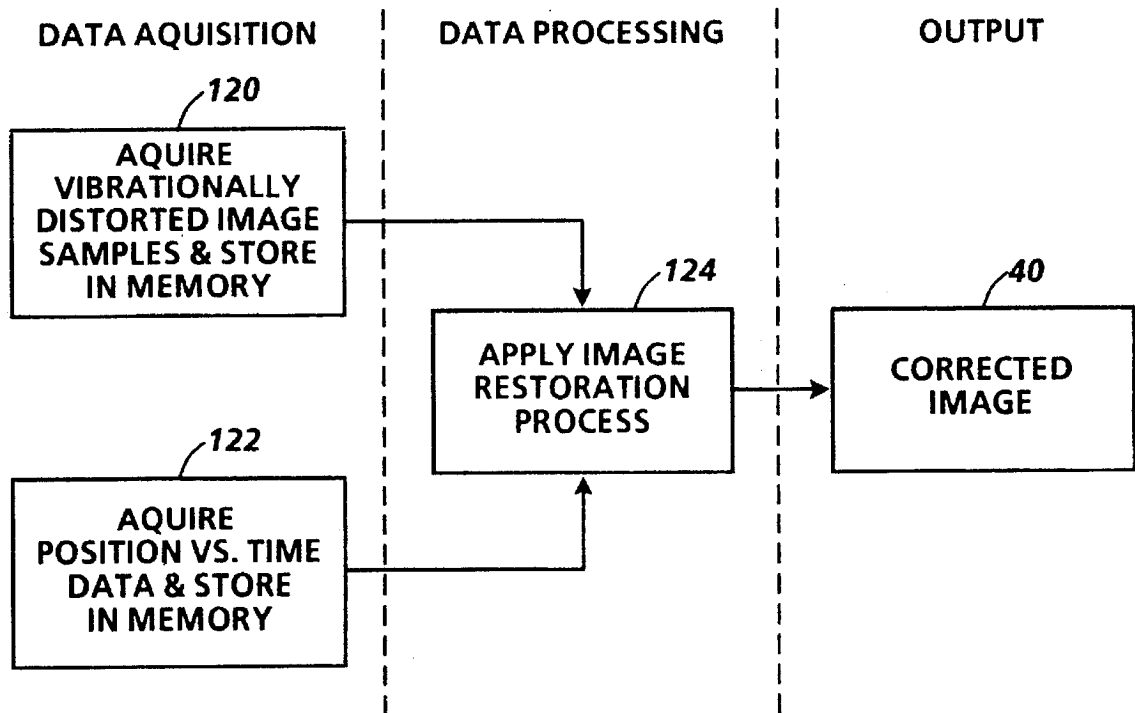 DATA AQUISITION
DATA PROCESSING
OUTPUT
120
AQUIRE
VIBRATIONALLY
DISTORTED IMAGE
SAMPLES & STORE
IN MEMORY
124
APPLY IMAGE
RESTORATION
PROCESS
40
CORRECTED
IMAGE
122
AQUIRE
POSITION VS. TIME
DATA & STORE
IN MEMORY